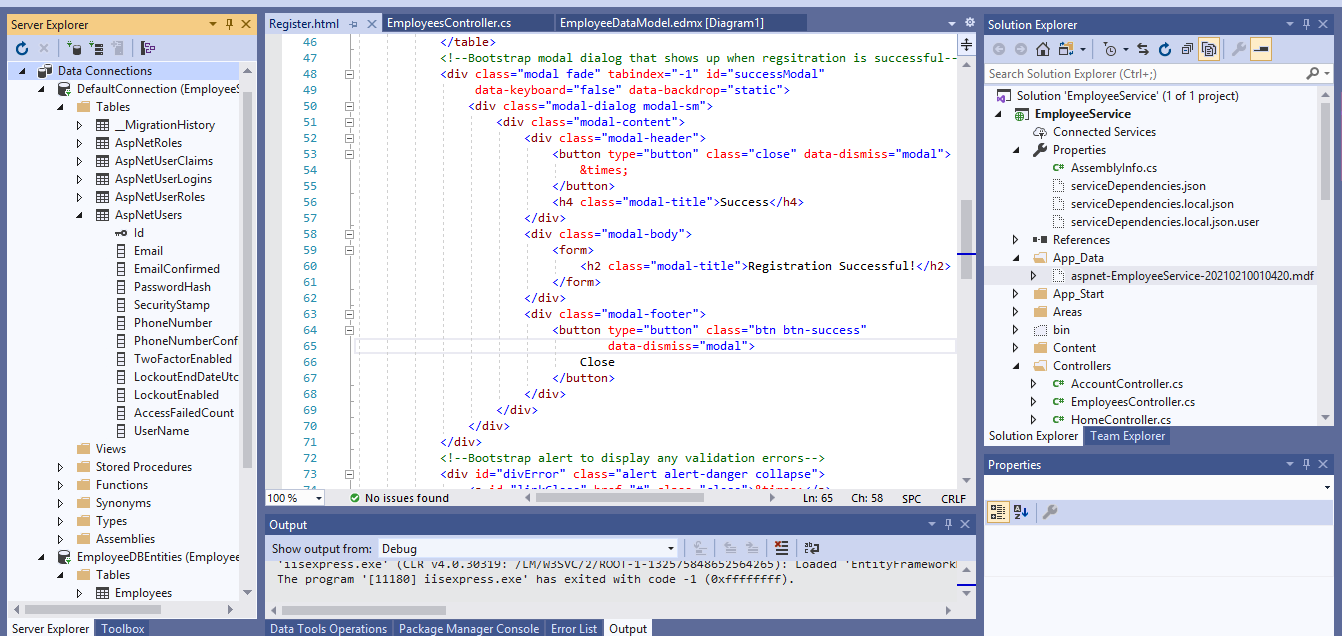 Server Explorer
Data Connections
DefaultConnection (EmployeeS
Tables
__MigrationHistory
AspNetRoles
AspNetUserClaims
AspNetUserLogins
AspNetUserRoles
AspNetUsers
Id
Email
EmailConfirmed
PasswordHash
SecurityStamp
PhoneNumber
PhoneNumberConf
TwoFactorEnabled
LockoutEndDateUtc
LockoutEnabled
AccessFailedCount
UserName
Views
Stored Procedures
Functions
Synonyms
Types
Assemblies
EmployeeDBEntities (Employee
Tables
Employees
Server Explorer Toolbox
Register.html EmployeesController.cs EmployeeDataModel.edmx [Diagram1]
46 </table>
47 <!--Bootstrap modal dialog that shows up when regsitration is successful--
48 <div class="modal fade" tabindex="-1" id="successModal"
49 data-keyboard="false" data-backdrop="static">
50 <div class="modal-dialog modal-sm">
51 <div class="modal-content">
52 <div class="modal-header">
53 <button type="button" class="close" data-dismiss="modal">
54 &times;
55 </button>
56 <h4 class="modal-title">Success</h4>
57 </div>
58 <div class="modal-body">
59 <form>
60 <h2 class="modal-title">Registration Successful!</h2>
61 </form>
62 </div>
63 <div class="modal-footer">
64 <button type="button" class="btn btn-success"
65 data-dismiss="modal">
66 Close
67 </button>
68 </div>
69 </div>
70 </div>
71 </div>
72 <!--Bootstrap alert to display any validation errors-->
73 <div id="divError" class="alert alert-danger collapse">
74 <a id="linkClose" href="#" class="close">&times;</a>
100 % No issues found Ln: 65 Ch: 58 SPC CRLF
Output
Show output from: Debug
'iisexpress.exe' (CLR v4.0.30319: /LM/W3SVC/2/ROOT-1-132575848652564265): Loaded 'EntityFramework
The program '[11180] iisexpress.exe' has exited with code -1 (0xffffffff).
Data Tools Operations Package Manager Console Error List Output
Solution Explorer
Search Solution Explorer (Ctrl+;)
Solution 'EmployeeService' (1 of 1 project)
EmployeeService
Connected Services
Properties
C# AssemblyInfo.cs
serviceDependencies.json
serviceDependencies.local.json
serviceDependencies.local.json.user
References
App_Data
aspnet-EmployeeService-20210210010420.mdf
App_Start
Areas
bin
Content
Controllers
C# AccountController.cs
C# EmployeesController.cs
C# HomeController.cs
Solution Explorer Team Explorer
Properties